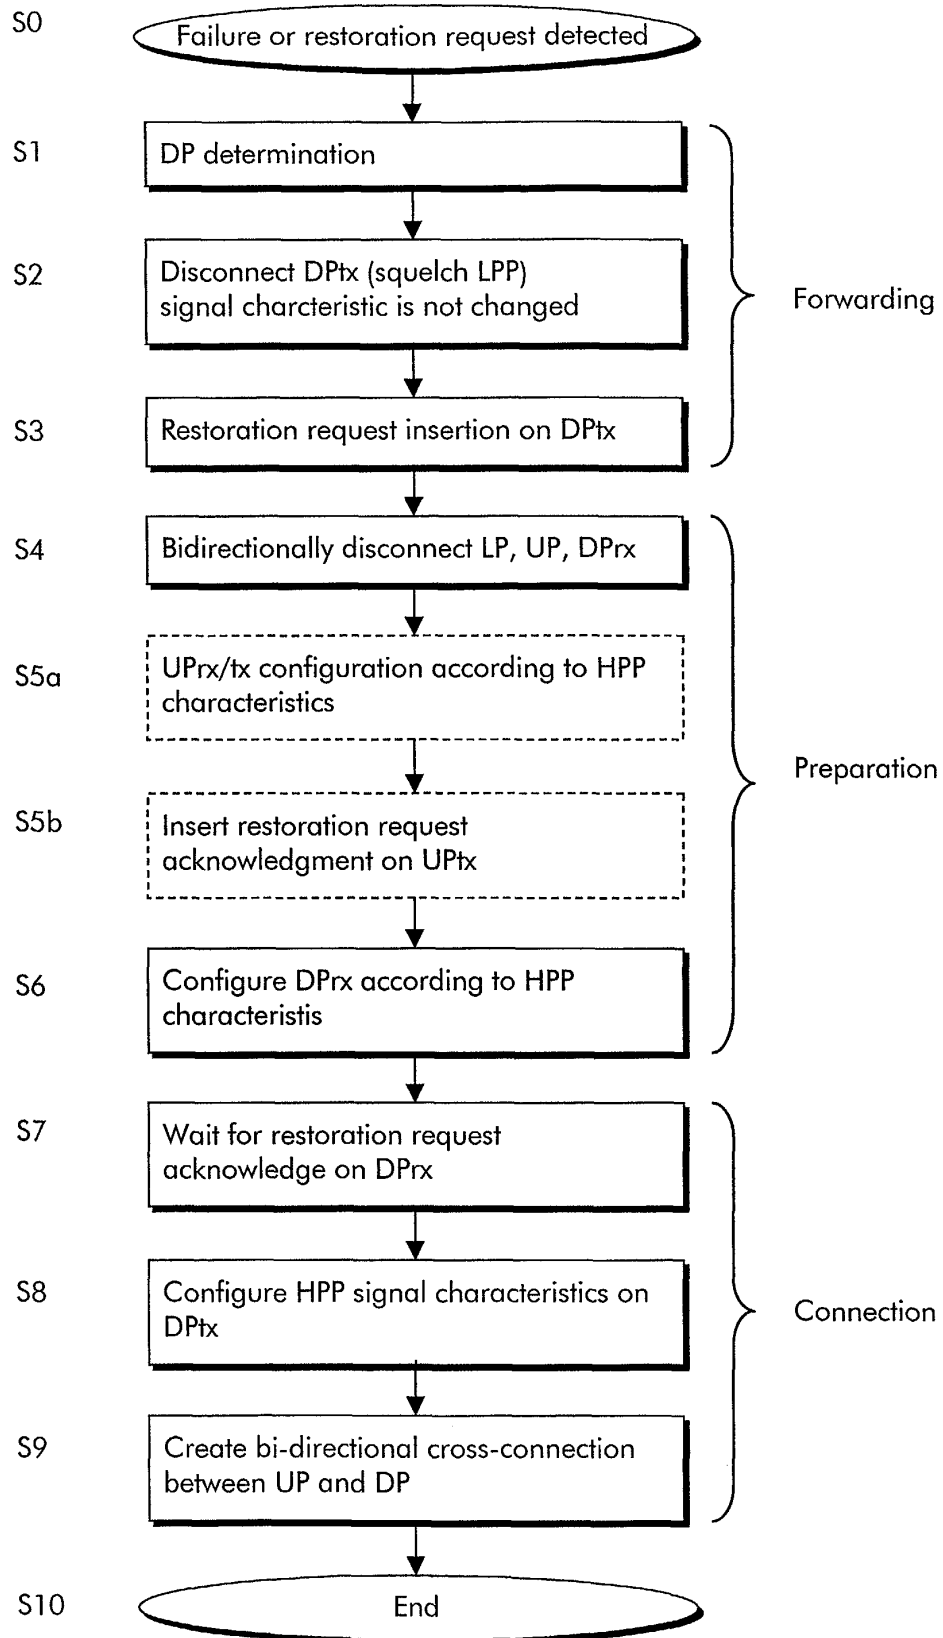 S0
Failure or restoration request detected
S1
DP determination
S2
Disconnect DPtx (squelch LPP)
signal charcteristic is not changed
Forwarding
S3
Restoration request insertion on DPtx
S4
Bidirectionally disconnect LP, UP, DPrx
S5a
UPrx/tx configuration according to HPP
characteristics
Preparation
S5b
Insert restoration request
acknowledgment on UPtx
S6
Configure DPrx according to HPP
characteristis
S7
Wait for restoration request
acknowledge on DPrx
S8
Configure HPP signal characteristics on
DPtx
Connection
S9
Create bi-directional cross-connection
between UP and DP
S10
End